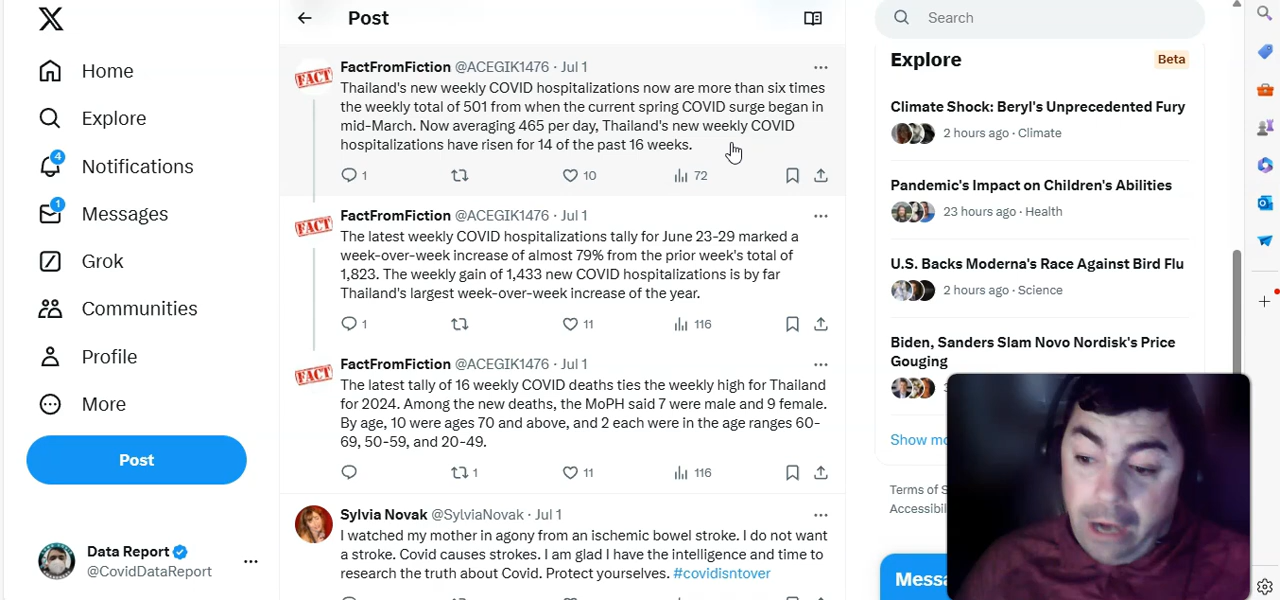 Post
Search
FACT
FactFromFiction @ACEGIK1476 · Jul 1
Thailand's new weekly COVID hospitalizations now are more than six times
the weekly total of 501 from when the current spring COVID surge began in
mid-March. Now averaging 465 per day, Thailand's new weekly COVID
hospitalizations have risen for 14 of the past 16 weeks.
1
10
72
FACT
FactFromFiction @ACEGIK1476 · Jul 1
The latest weekly COVID hospitalizations tally for June 23-29 marked a
week-over-week increase of almost 79% from the prior week's total of
1,823. The weekly gain of 1,433 new COVID hospitalizations is by far
Thailand's largest week-over-week increase of the year.
1
11
116
FACT
FactFromFiction @ACEGIK1476 · Jul 1
The latest tally of 16 weekly COVID deaths ties the weekly high for Thailand
for 2024. Among the new deaths, the MoPH said 7 were male and 9 female.
By age, 10 were ages 70 and above, and 2 each were in the age ranges 60-
69, 50-59, and 20-49.
1
11
116
Sylvia Novak @SylviaNovak · Jul 1
I watched my mother in agony from an ischemic bowel stroke. I do not want
a stroke. Covid causes strokes. I am glad I have the intelligence and time to
research the truth about Covid. Protect yourselves. #covidisntover
Home
Explore
4
Notifications
1
Messages
Grok
Communities
Profile
More
Post
Data Report
@CovidDataReport
Explore
Beta
Climate Shock: Beryl's Unprecedented Fury
2 hours ago · Climate
Pandemic's Impact on Children's Abilities
23 hours ago · Health
U.S. Backs Moderna's Race Against Bird Flu
2 hours ago · Science
Biden, Sanders Slam Novo Nordisk's Price
Gouging
Show
Terms of